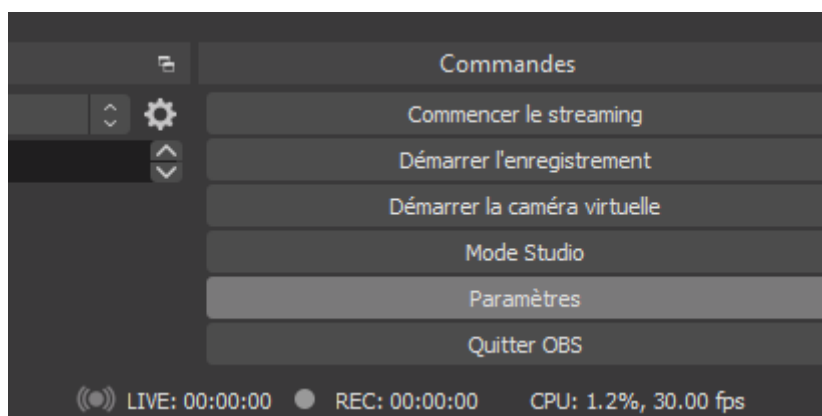 Commandes
Commencer le streaming
Démarrer l'enregistrement
Démarrer la caméra virtuelle
Mode Studio
Paramètres
Quitter OBS
LIVE: 00:00:00 REC: 00:00:00 CPU: 1.2%, 30.00 fps